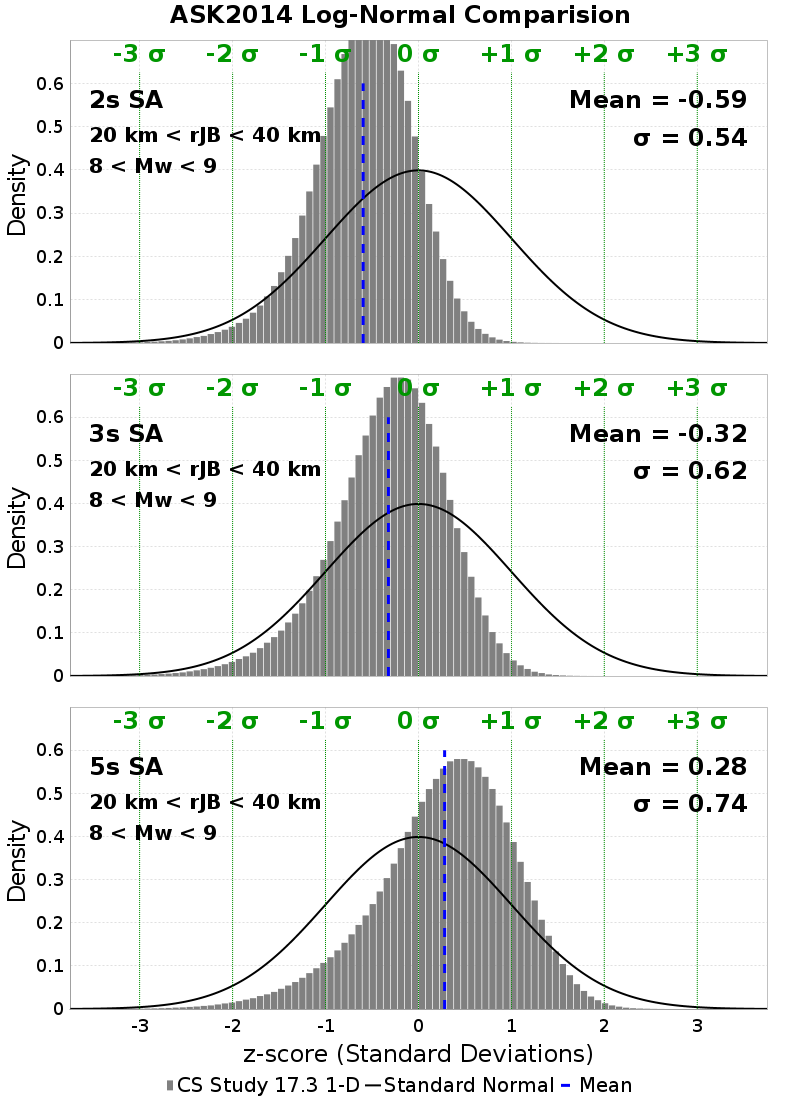 ASK2014 Log-Normal Comparision
-3 σ -2 σ -1 σ 0 σ +1 σ +2 σ +3 σ
2s SA
20 km < rJB < 40 km
8 < Mw < 9
Mean = -0.59
σ = 0.54
Density
0.6
0.5
0.4
0.3
0.2
0.1
0
-3 σ -2 σ -1 σ 0 σ +1 σ +2 σ +3 σ
3s SA
20 km < rJB < 40 km
8 < Mw < 9
Mean = -0.32
σ = 0.62
Density
0.6
0.5
0.4
0.3
0.2
0.1
0
-3 σ -2 σ -1 σ 0 σ +1 σ +2 σ +3 σ
5s SA
20 km < rJB < 40 km
8 < Mw < 9
Mean = 0.28
σ = 0.74
Density
0.6
0.5
0.4
0.3
0.2
0.1
0
-3 -2 -1 0 1 2 3
z-score (Standard Deviations)
CS Study 17.3 1-D Standard Normal Mean